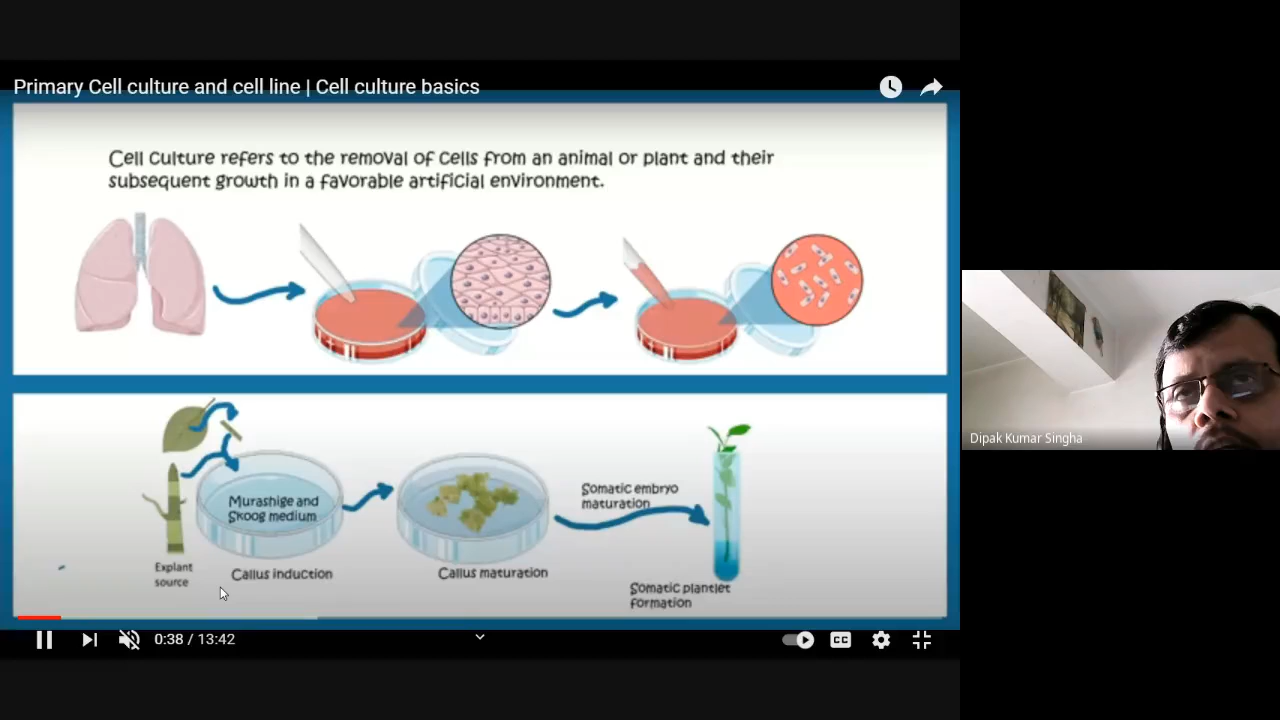 Primary Cell culture and cell line | Cell culture basics
Cell Culture refers to the removal of cells from an animal or plant and their
subsequent growth in a favorable artificial environment.
Murashige and
Skoog medium
Explant
source
Callus induction
Callus maturation
Somatic embryo
maturation
Somatic plantlet
formation
0:38 / 13:42
CC
Dipak Kumar Singha